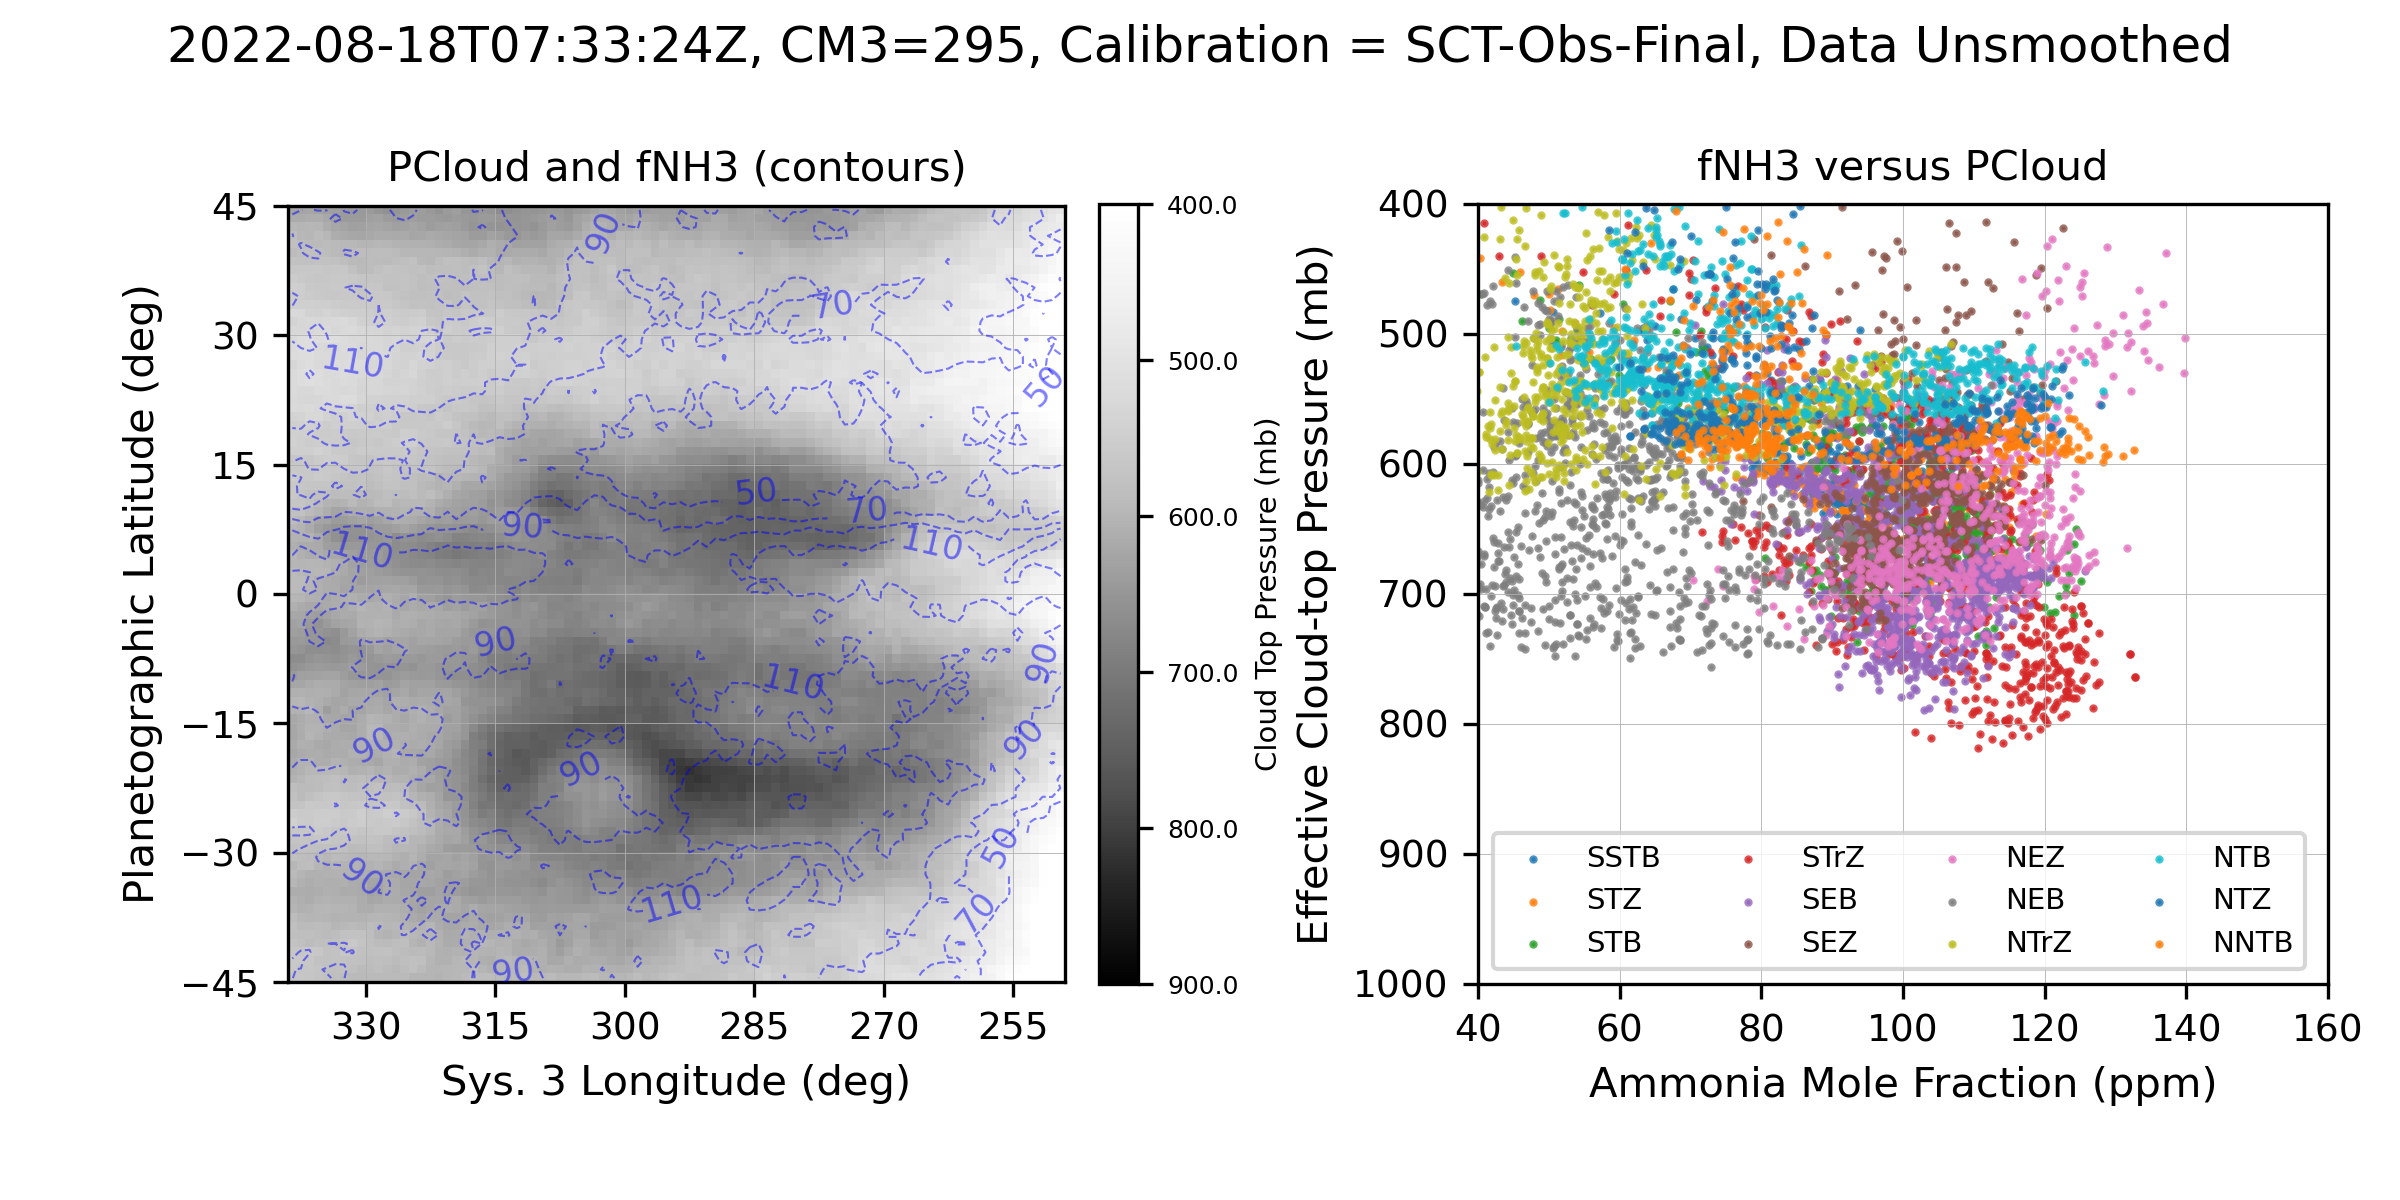 2022-08-18T07:33:24Z, CM3=295, Calibration = SCT-Obs-Final, Data Unsmoothed
PCloud and fNH3 (contours)
Planetographic Latitude (deg)
45
30
15
0
−15
−30
−45
330
315
300
285
270
255
Sys. 3 Longitude (deg)
90
70
110
50
50
70
90
110
110
90
90
110
90
90
90
50
90
110
70
90
400.0
500.0
600.0
700.0
800.0
900.0
Cloud Top Pressure (mb)
fNH3 versus PCloud
Effective Cloud-top Pressure (mb)
400
500
600
700
800
900
1000
40
60
80
100
120
140
160
Ammonia Mole Fraction (ppm)
SSTB
STZ
STB
STrZ
SEB
SEZ
NEZ
NEB
NTrZ
NTB
NTZ
NNTB